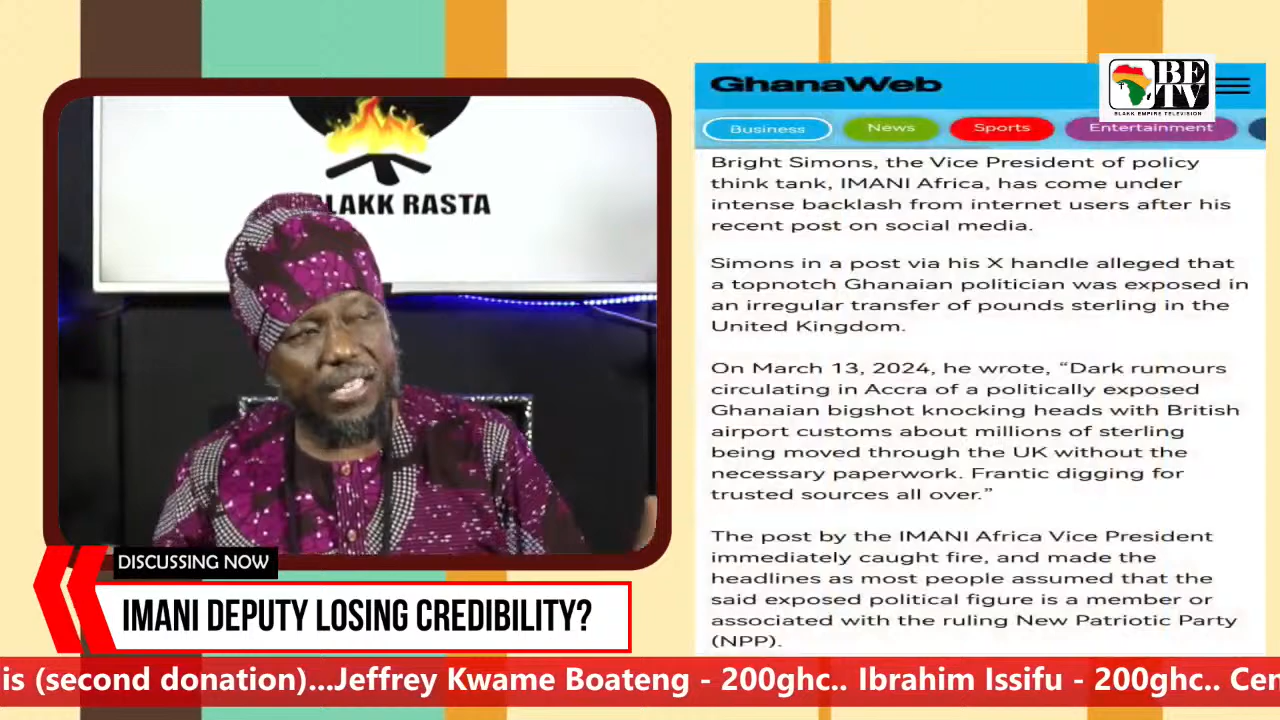 LAKK RASTA
DISCUSSING NOW
IMANI DEPUTY LOSING CREDIBILITY?
GhanaWeb
BE
TV
BLAKK EMPIRE TELEVISION
Business
News
Sports
Entertainment
Bright Simons, the Vice President of policy
think tank, IMANI Africa, has come under
intense backlash from internet users after his
recent post on social media.
Simons in a post via his X handle alleged that
a topnotch Ghanaian politician was exposed in
an irregular transfer of pounds sterling in the
United Kingdom.
On March 13, 2024, he wrote, “Dark rumours
circulating in Accra of a politically exposed
Ghanaian bigshot knocking heads with British
airport customs about millions of sterling
being moved through the UK without the
necessary paperwork. Frantic digging for
trusted sources all over.”
The post by the IMANI Africa Vice President
immediately caught fire, and made the
headlines as most people assumed that the
said exposed political figure is a member or
associated with the ruling New Patriotic Party
(NPP).
is (second donation)...Jeffrey Kwame Boateng - 200ghc.. Ibrahim Issifu - 200ghc.. Cen